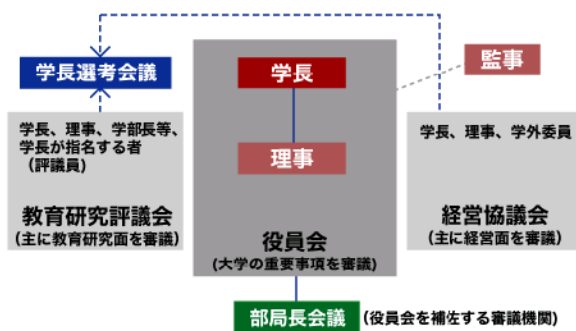 学長選考会議
学長
監事
学長、理事、学部長等、
学長が指名する者
（評議員）
理事
学長、理事、学外委員
教育研究評議会
(主に教育研究面を審議)
役員会
(大学の重要事項を審議)
経営協議会
(主に経営面を審議)
部局長会議
(役員会を補佐する審議機関)